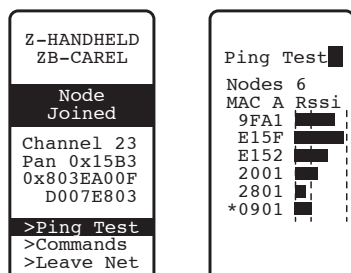 Z-HANDHELD
ZB-CAREL
Node
Joined
Channel 23
Pan 0x15B3
0x803EA00F
D007E803
>Ping Test
>Commands
>Leave Net
Ping Test
Nodes 6
MAC A Rssi
9FA1
E15F
E152
2001
2801
*0901